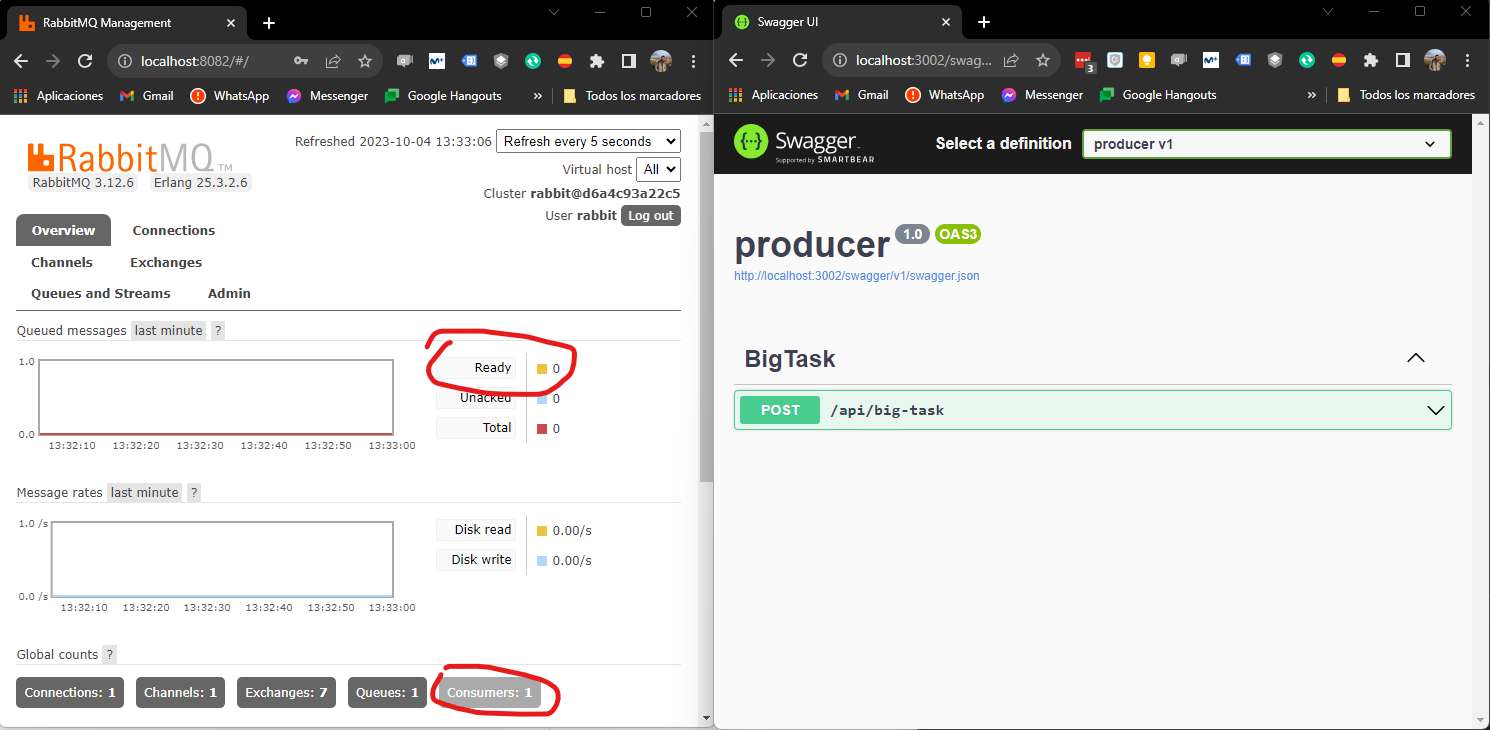 RabbitMQ Management
localhost:8082/#/
Aplicaciones
Gmail
WhatsApp
Messenger
Google Hangouts
»
Todos los marcadores
RabbitMQ TM
Refreshed 2023-10-04 13:33:06 Refresh every 5 seconds
RabbitMQ 3.12.6 Erlang 25.3.2.6
Virtual host All
Cluster rabbit@d6a4c93a22c5
User rabbit Log out
Overview Connections
Channels Exchanges
Queues and Streams Admin
Queued messages last minute ?
1.0
0.0
13:32:10 13:32:20 13:32:30 13:32:40 13:32:50 13:33:00
Ready 0
Unacked 0
Total 0
Message rates last minute ?
1.0 /s
0.0 /s
13:32:10 13:32:20 13:32:30 13:32:40 13:32:50 13:33:00
Disk read 0.00/s
Disk write 0.00/s
Global counts ?
Connections: 1 Channels: 1 Exchanges: 7 Queues: 1 Consumers: 1
Swagger UI
localhost:3002/swag...
3
Aplicaciones
Gmail
WhatsApp
Messenger
Google Hangouts
»
Todos los marcadores
{··} Swagger.
Supported by SMARTBEAR
Select a definition producer v1
producer 1.0 OAS3
http://localhost:3002/swagger/v1/swagger.json
BigTask
POST /api/big-task